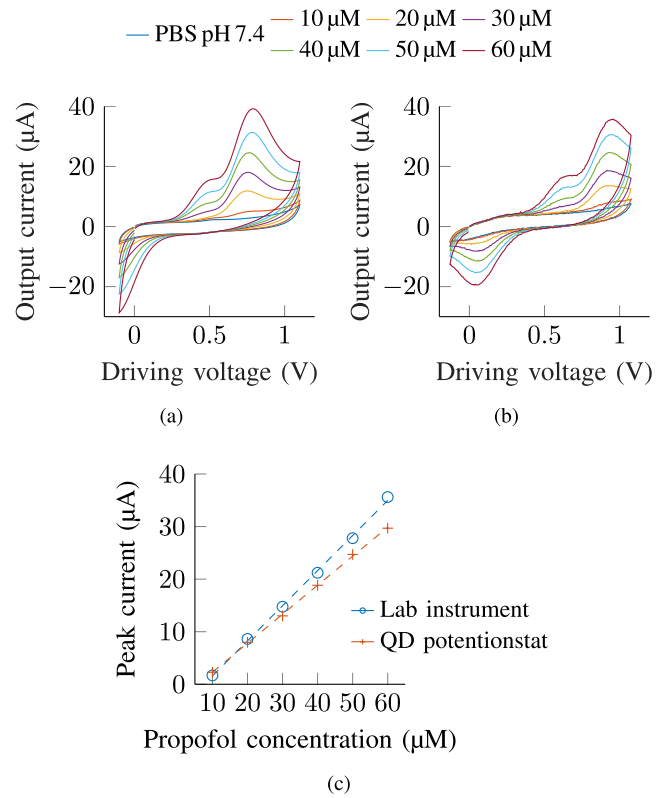 PBS pH 7.4
10 µM 20 µM 30 µM
40 µM 50 µM 60 µM
Output current (µA)
40
20
0
−20
0 0.5 1
Driving voltage (V)
(a)
Output current (µA)
40
20
0
−20
0 0.5 1
Driving voltage (V)
(b)
Peak current (µA)
40
30
20
10
0
10 20 30 40 50 60
Lab instrument
QD potentionstat
Propofol concentration (µM)
(c)